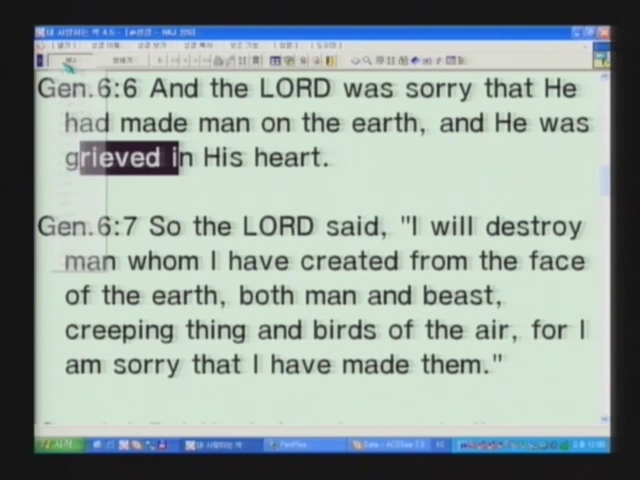 Gen.6:6 And the LORD was sorry that He
had made man on the earth, and He was
grieved in His heart.
Gen.6:7 So the LORD said, "I will destroy
man whom I have created from the face
of the earth, both man and beast,
creeping thing and birds of the air, for I
am sorry that I have made them."
시작